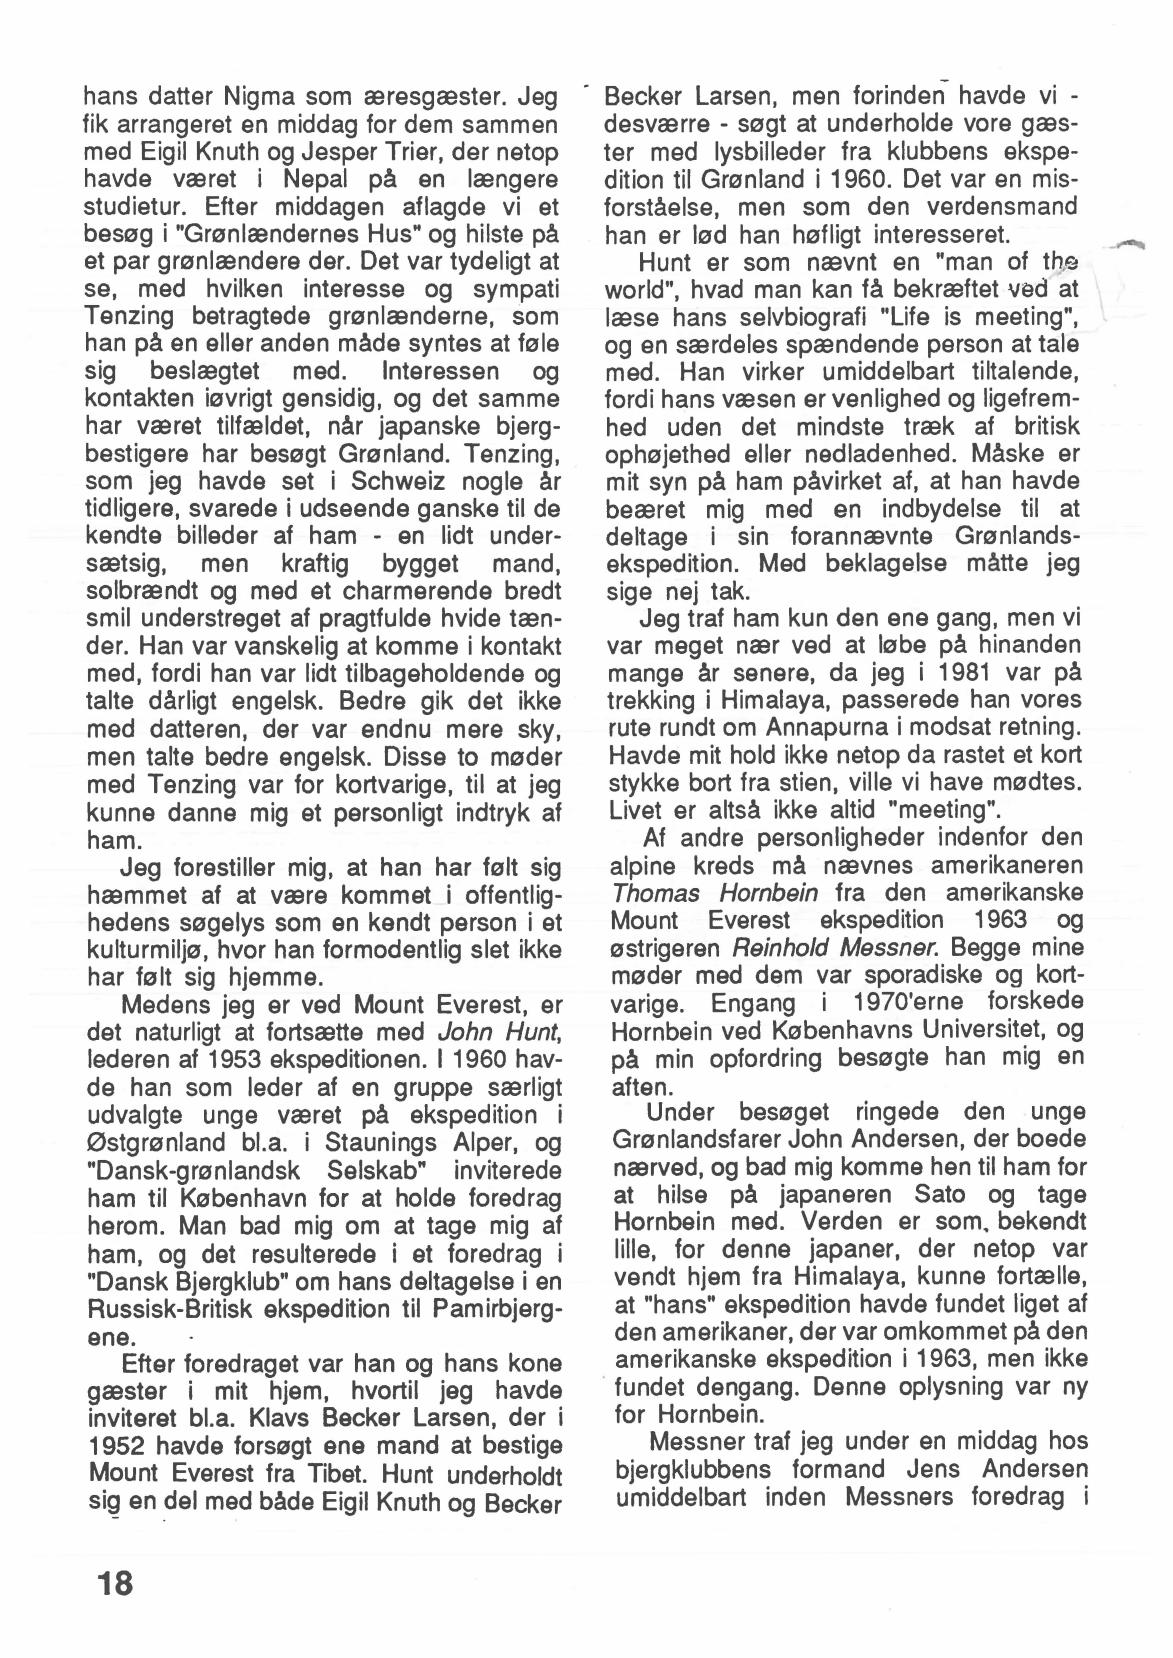 hans datter Nigma som æresgæster. Jeg
fik arrangeret en middag for dem sammen
med Eigil Knuth og Jesper Trier, der netop
havde været i Nepal på en længere
studietur. Efter middagen aflagde vi et
besøg i "Grønlændernes Hus" og hilste på
et par grønlændere der. Det var tydeligt at
se, med hvilken interesse og sympati
Tenzing betragtede grønlænderne, som
han på en eller anden måde syntes at føle
sig beslægtet med. Interessen og
kontakten iøvrigt gensidig, og det samme
har været tilfældet, når japanske bjerg-
bestigere har besøgt Grønland. Tenzing,
som jeg havde set i Schweiz nogle år
tidligere, svarede i udseende ganske til de
kendte billeder af ham - en lidt under-
sætsig, men kraftig bygget mand,
solbrændt og med et charmerende bredt
smil understreget af pragtfulde hvide tæn-
der. Han var vanskelig at komme i kontakt
med, fordi han var lidt tilbageholdende og
talte dårligt engelsk. Bedre gik det ikke
med datteren, der var endnu mere sky,
men talte bedre engelsk. Disse to møder
med Tenzing var for kortvarige, til at jeg
kunne danne mig et personligt indtryk af
ham.
Jeg forestiller mig, at han har følt sig
hæmmet af at være kommet i offentlig-
hedens søgelys som en kendt person i et
kulturmiljø, hvor han formodentlig slet ikke
har følt sig hjemme.
Medens jeg er ved Mount Everest, er
det naturligt at fortsætte med John Hunt,
lederen af 1953 ekspeditionen. I 1960 hav-
de han som leder af en gruppe særligt
udvalgte unge været på ekspedition i
Østgrønland bl.a. i Staunings Alper, og
"Dansk-grønlandsk Selskab" inviterede
ham til København for at holde foredrag
herom. Man bad mig om at tage mig af
ham, og det resulterede i et foredrag i
"Dansk Bjergklub" om hans deltagelse i en
Russisk-Britisk ekspedition til Pamirbjerg-
ene.
Efter foredraget var han og hans kone
gæster i mit hjem, hvortil jeg havde
inviteret bl.a. Klavs Becker Larsen, der i
1952 havde forsøgt ene mand at bestige
Mount Everest fra Tibet. Hunt underholdt
sig en del med både Eigil Knuth og Becker
Becker Larsen, men forinden havde vi -
desværre - søgt at underholde vore gæs-
ter med lysbilleder fra klubbens ekspe-
dition til Grønland i 1960. Det var en mis-
forståelse, men som den verdensmand
han er lød han høfligt interesseret.
Hunt er som nævnt en "man of the
world", hvad man kan få bekræftet ved at
læse hans selvbiografi "Life is meeting",
og en særdeles spændende person at tale
med. Han virker umiddelbart tiltalende,
fordi hans væsen er venlighed og ligefrem-
hed uden det mindste træk af britisk
ophøjethed eller nedladenhed. Måske er
mit syn på ham påvirket af, at han havde
beæret mig med en indbydelse til at
deltage i sin forannævnte Grønlands-
ekspedition. Med beklagelse måtte jeg
sige nej tak.
Jeg traf ham kun den ene gang, men vi
var meget nær ved at løbe på hinanden
mange år senere, da jeg i 1981 var på
trekking i Himalaya, passerede han vores
rute rundt om Annapurna i modsat retning.
Havde mit hold ikke netop da rastet et kort
stykke bort fra stien, ville vi have mødtes.
Livet er altså ikke altid "meeting".
Af andre personligheder indenfor den
alpine kreds må nævnes amerikaneren
Thomas Hornbein fra den amerikanske
Mount Everest ekspedition 1963 og
østrigeren Reinhold Messner. Begge mine
møder med dem var sporadiske og kort-
varige. Engang i 1970'erne forskede
Hornbein ved Københavns Universitet, og
på min opfordring besøgte han mig en
aften.
Under besøget ringede den unge
Grønlandsfarer John Andersen, der boede
nærved, og bad mig komme hen til ham for
at hilse på japaneren Sato og tage
Hornbein med. Verden er som bekendt
lille, for denne japaner, der netop var
vendt hjem fra Himalaya, kunne fortælle,
at "hans" ekspedition havde fundet liget af
den amerikaner, der var omkommet på den
amerikanske ekspedition i 1963, men ikke
fundet dengang. Denne oplysning var ny
for Hornbein.
Messner traf jeg under en middag hos
bjergklubbens formand Jens Andersen
umiddelbart inden Messners foredrag i
18